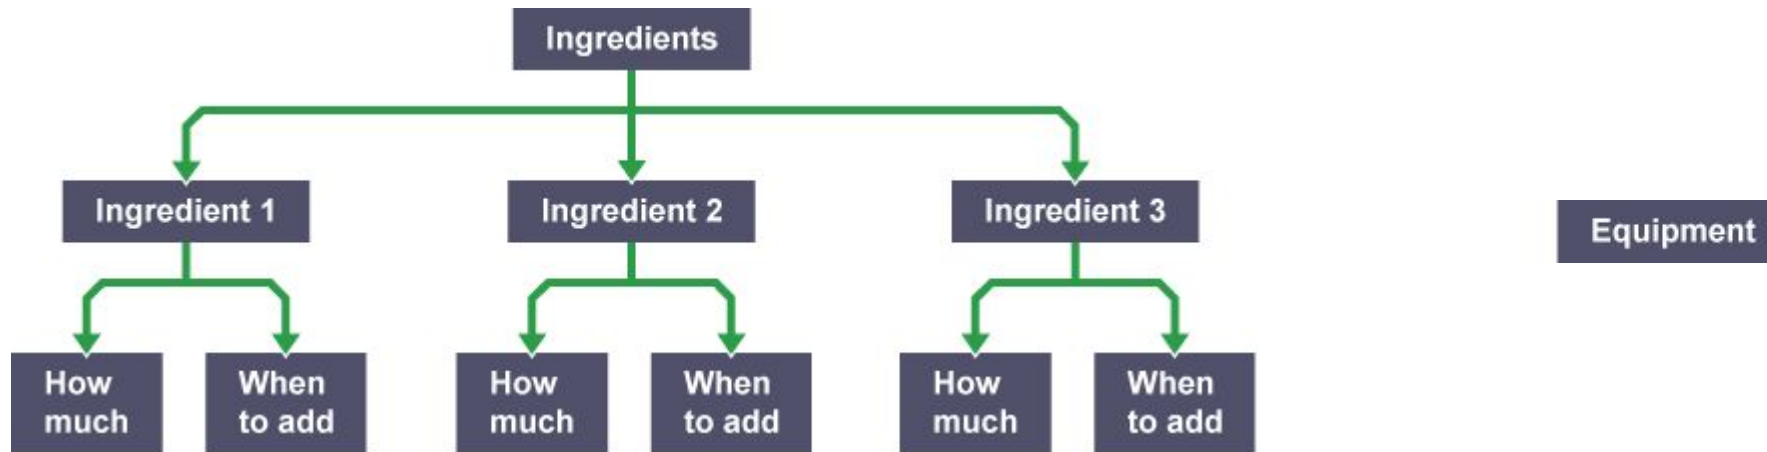 Ingredients
Ingredient 1
Ingredient 2
Ingredient 3
Equipment
How
much
When
to add
How
much
When
to add
How
much
When
to add